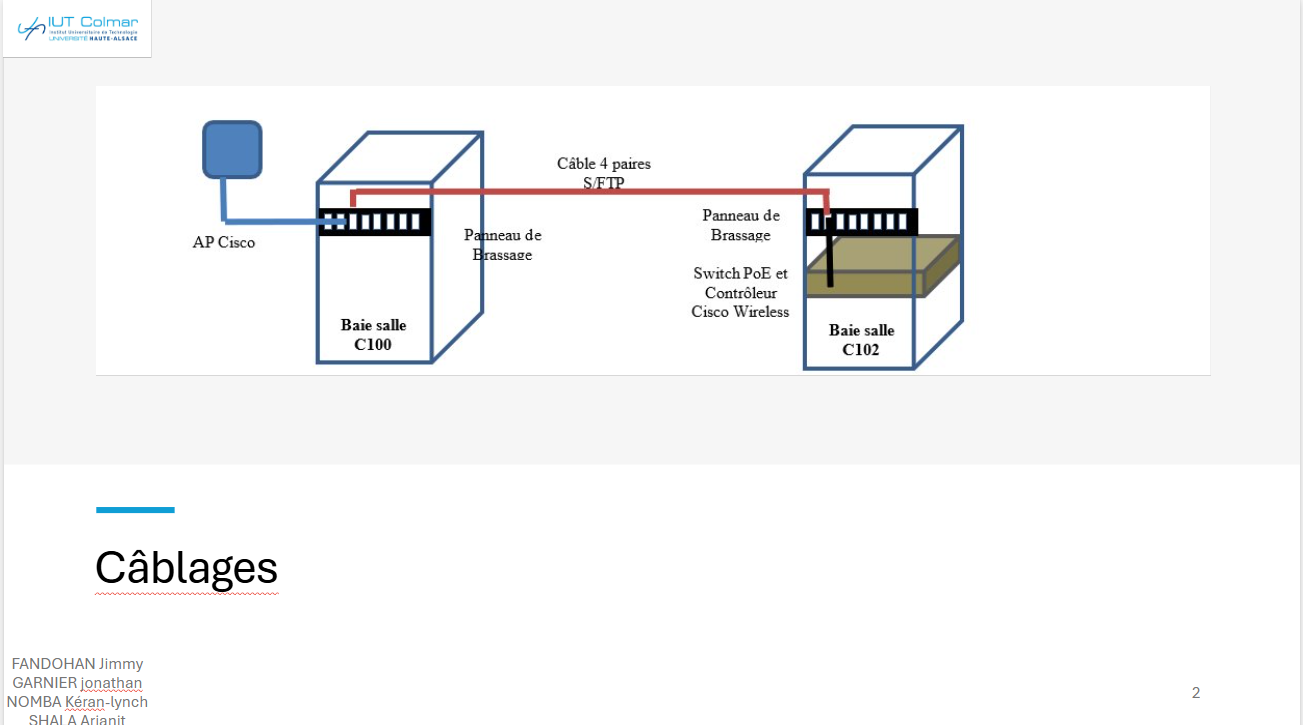 IUT Colmar
Institut Universitaire de Technologie
UNIVERSITÉ HAUTE-ALSACE
Câble 4 paires
S/FTP
AP Cisco
Panneau de
Brassage
Panneau de
Brassage
Switch PoE et
Contrôleur
Cisco Wireless
Baie salle
C100
Baie salle
C102
Câblages
FANDOHAN Jimmy
GARNIER jonathan
NOMBA Kéran-lynch
SHALA Arianit
2